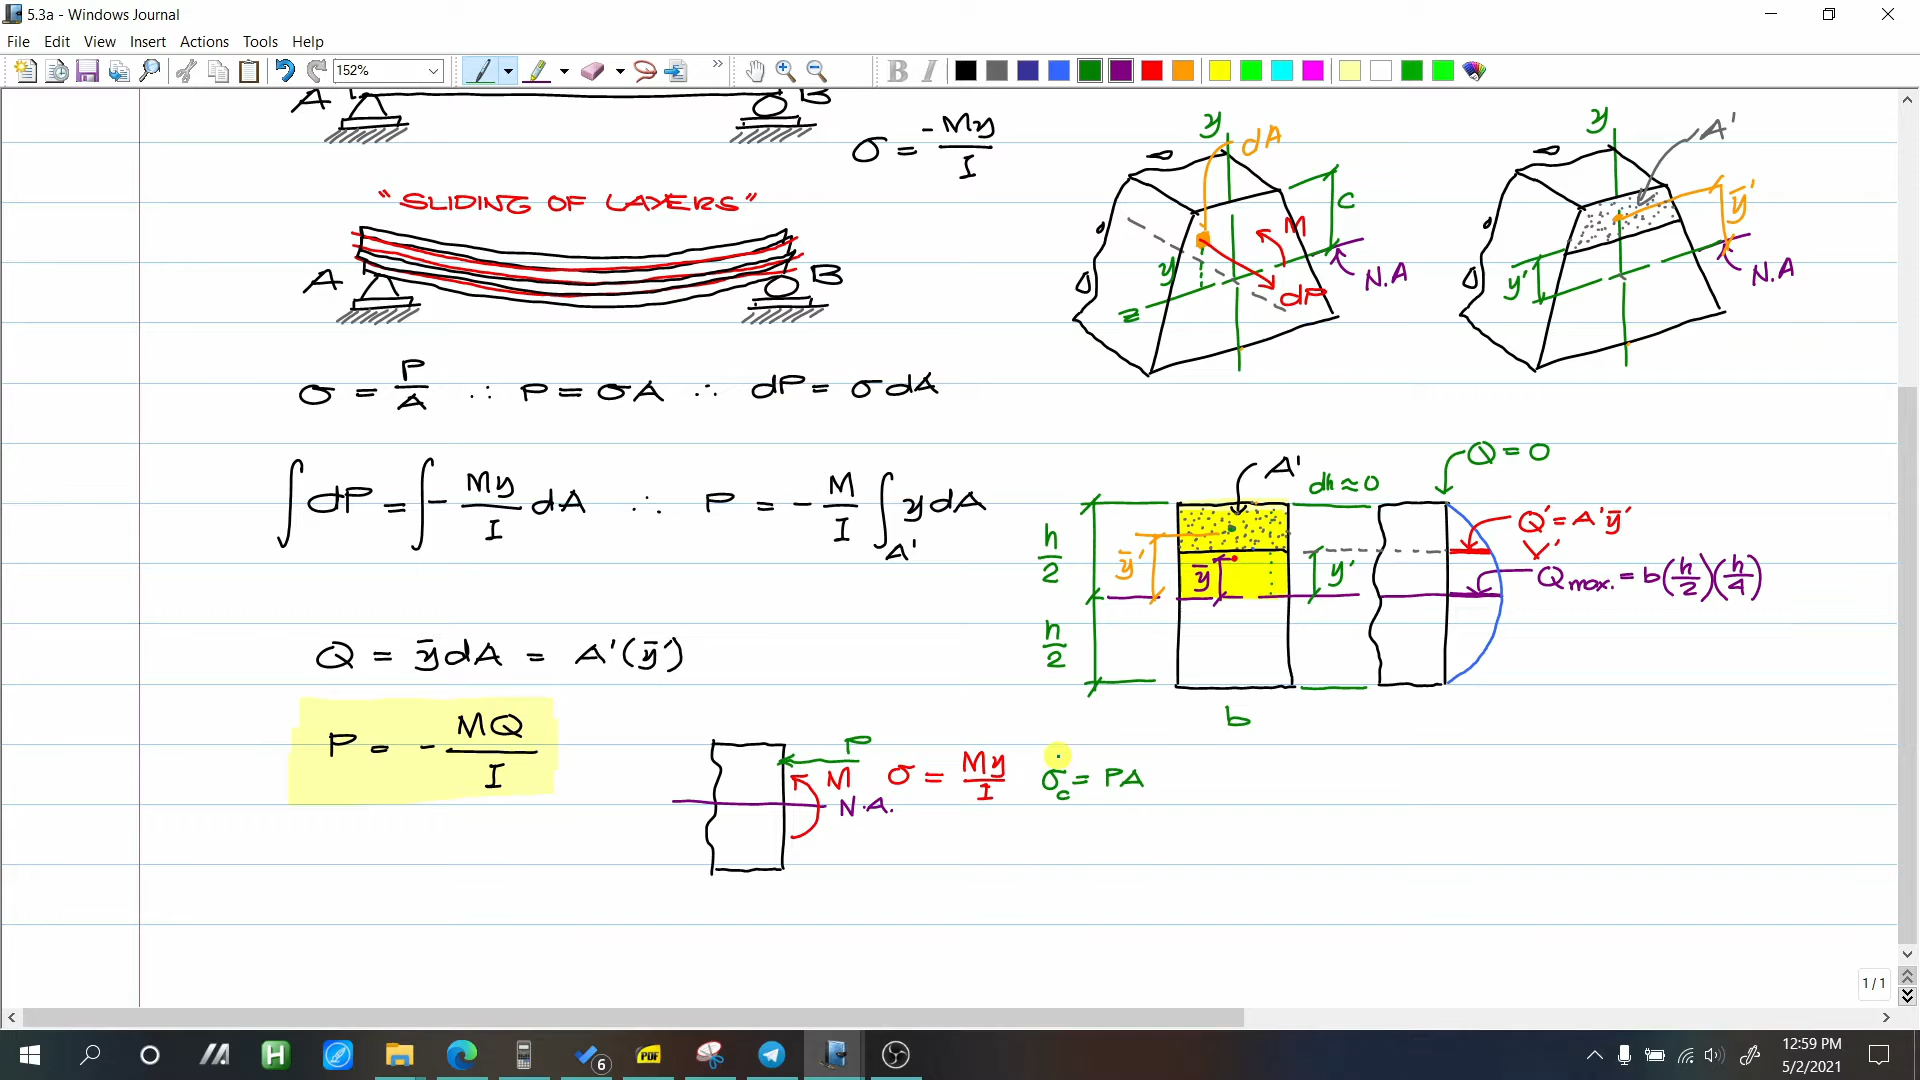 5.3a - Windows Journal
File Edit View Insert Actions Tools Help
152%
A B
σ = -My/I
"SLIDING OF LAYERS"
A B
y dA C M N.A y z dP
y A' ȳ' N.A y'
σ = P/A ∴ P = σA ∴ dP = σdA
∫dP = ∫-My/I dA ∴ P = -M/I ∫A' ydA
A' dh≈0 Q = 0
h/2 ȳ' ȳ y' Q' = A'ȳ'
V'
Qmax. = b(h/2)(h/4)
h/2
b
Q = ȳdA = A'(ȳ')
P = -MQ/I
P
M σ = My/I σc = PA
N.A.
1 / 1
6
PDF
12:59 PM
5/2/2021